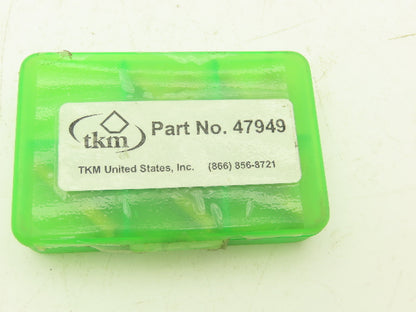 tkm
Part No. 47949
TKM United States, Inc. (866) 856-8721